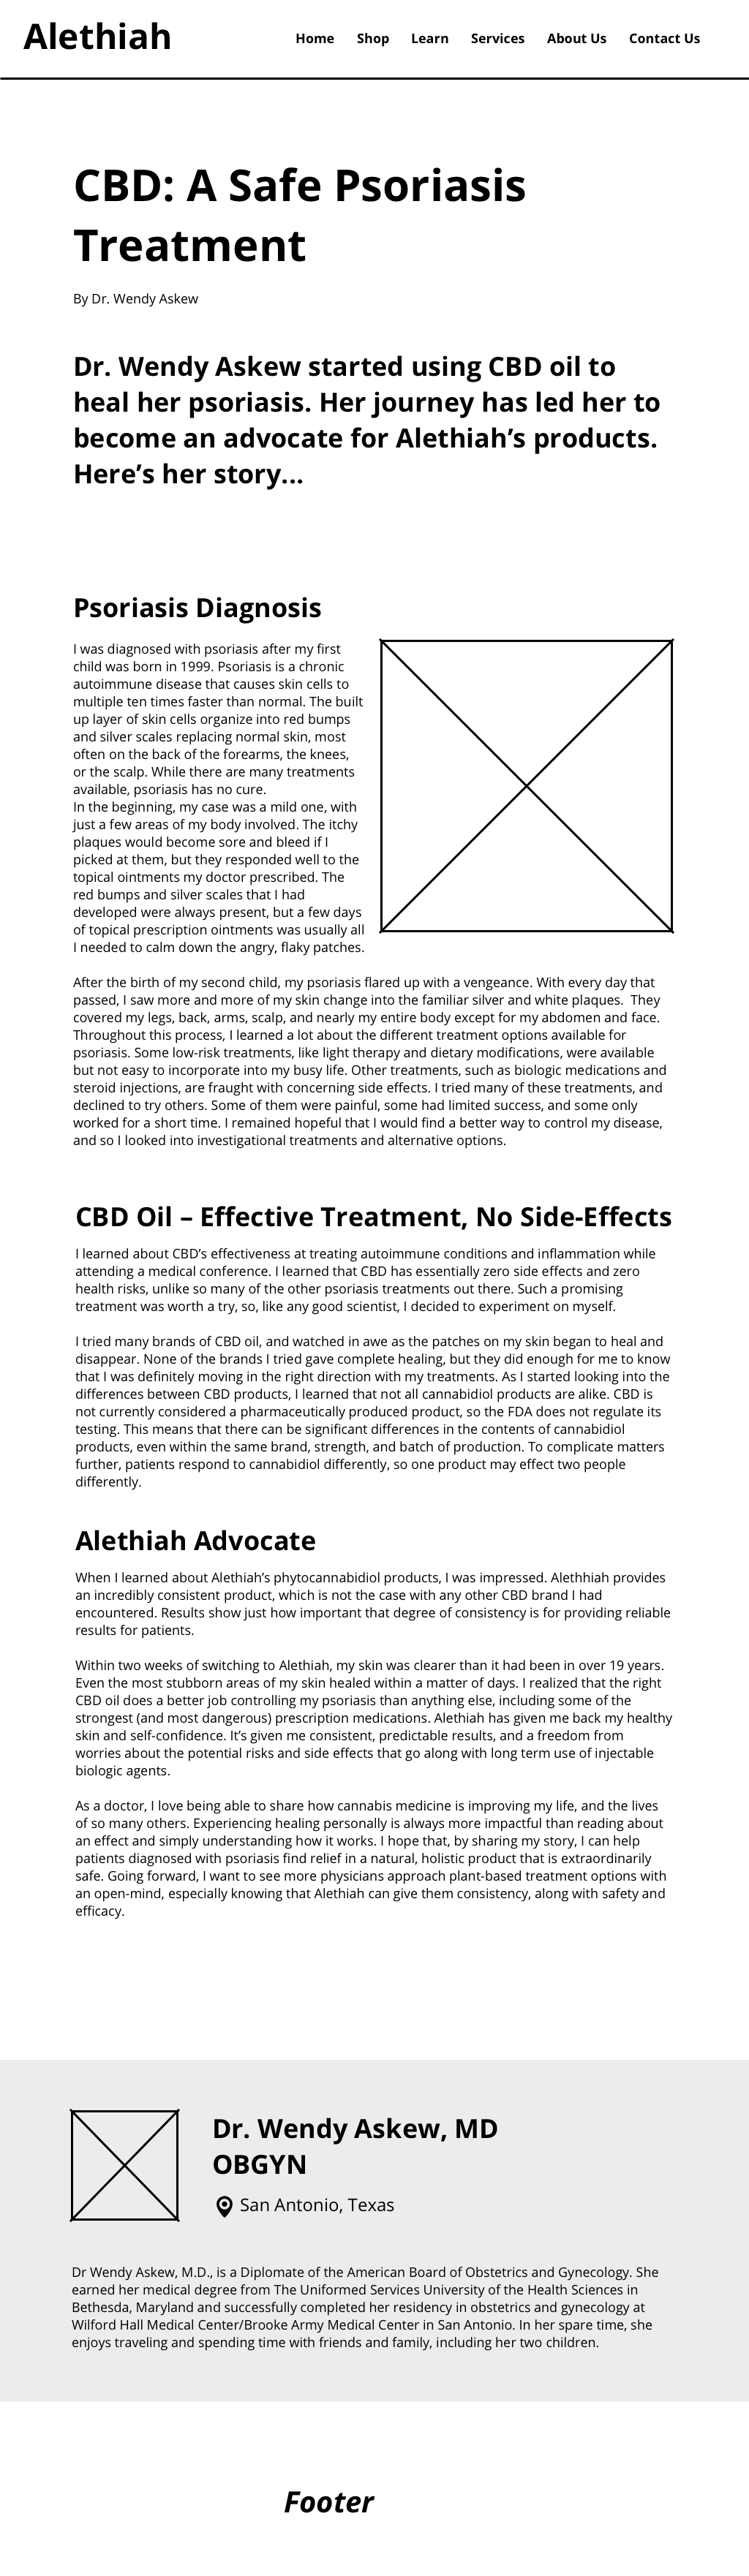 Alethiah
Home Shop Learn Services About Us Contact Us
CBD: A Safe Psoriasis
Treatment
By Dr. Wendy Askew
Dr. Wendy Askew started using CBD oil to
heal her psoriasis. Her journey has led her to
become an advocate for Alethiah’s products.
Here’s her story...
Psoriasis Diagnosis
I was diagnosed with psoriasis after my first
child was born in 1999. Psoriasis is a chronic
autoimmune disease that causes skin cells to
multiple ten times faster than normal. The built
up layer of skin cells organize into red bumps
and silver scales replacing normal skin, most
often on the back of the forearms, the knees,
or the scalp. While there are many treatments
available, psoriasis has no cure.
In the beginning, my case was a mild one, with
just a few areas of my body involved. The itchy
plaques would become sore and bleed if I
picked at them, but they responded well to the
topical ointments my doctor prescribed. The
red bumps and silver scales that I had
developed were always present, but a few days
of topical prescription ointments was usually all
I needed to calm down the angry, flaky patches.
After the birth of my second child, my psoriasis flared up with a vengeance. With every day that
passed, I saw more and more of my skin change into the familiar silver and white plaques.  They
covered my legs, back, arms, scalp, and nearly my entire body except for my abdomen and face.
Throughout this process, I learned a lot about the different treatment options available for
psoriasis. Some low-risk treatments, like light therapy and dietary modifications, were available
but not easy to incorporate into my busy life. Other treatments, such as biologic medications and
steroid injections, are fraught with concerning side effects. I tried many of these treatments, and
declined to try others. Some of them were painful, some had limited success, and some only
worked for a short time. I remained hopeful that I would find a better way to control my disease,
and so I looked into investigational treatments and alternative options.
CBD Oil – Effective Treatment, No Side-Effects
I learned about CBD’s effectiveness at treating autoimmune conditions and inflammation while
attending a medical conference. I learned that CBD has essentially zero side effects and zero
health risks, unlike so many of the other psoriasis treatments out there. Such a promising
treatment was worth a try, so, like any good scientist, I decided to experiment on myself.
I tried many brands of CBD oil, and watched in awe as the patches on my skin began to heal and
disappear. None of the brands I tried gave complete healing, but they did enough for me to know
that I was definitely moving in the right direction with my treatments. As I started looking into the
differences between CBD products, I learned that not all cannabidiol products are alike. CBD is
not currently considered a pharmaceutically produced product, so the FDA does not regulate its
testing. This means that there can be significant differences in the contents of cannabidiol
products, even within the same brand, strength, and batch of production. To complicate matters
further, patients respond to cannabidiol differently, so one product may effect two people
differently.
Alethiah Advocate
When I learned about Alethiah’s phytocannabidiol products, I was impressed. Alethhiah provides
an incredibly consistent product, which is not the case with any other CBD brand I had
encountered. Results show just how important that degree of consistency is for providing reliable
results for patients.
Within two weeks of switching to Alethiah, my skin was clearer than it had been in over 19 years.
Even the most stubborn areas of my skin healed within a matter of days. I realized that the right
CBD oil does a better job controlling my psoriasis than anything else, including some of the
strongest (and most dangerous) prescription medications. Alethiah has given me back my healthy
skin and self-confidence. It’s given me consistent, predictable results, and a freedom from
worries about the potential risks and side effects that go along with long term use of injectable
biologic agents.
As a doctor, I love being able to share how cannabis medicine is improving my life, and the lives
of so many others. Experiencing healing personally is always more impactful than reading about
an effect and simply understanding how it works. I hope that, by sharing my story, I can help
patients diagnosed with psoriasis find relief in a natural, holistic product that is extraordinarily
safe. Going forward, I want to see more physicians approach plant-based treatment options with
an open-mind, especially knowing that Alethiah can give them consistency, along with safety and
efficacy.
Dr. Wendy Askew, MD
OBGYN
San Antonio, Texas
Dr Wendy Askew, M.D., is a Diplomate of the American Board of Obstetrics and Gynecology. She
earned her medical degree from The Uniformed Services University of the Health Sciences in
Bethesda, Maryland and successfully completed her residency in obstetrics and gynecology at
Wilford Hall Medical Center/Brooke Army Medical Center in San Antonio. In her spare time, she
enjoys traveling and spending time with friends and family, including her two children.
Footer